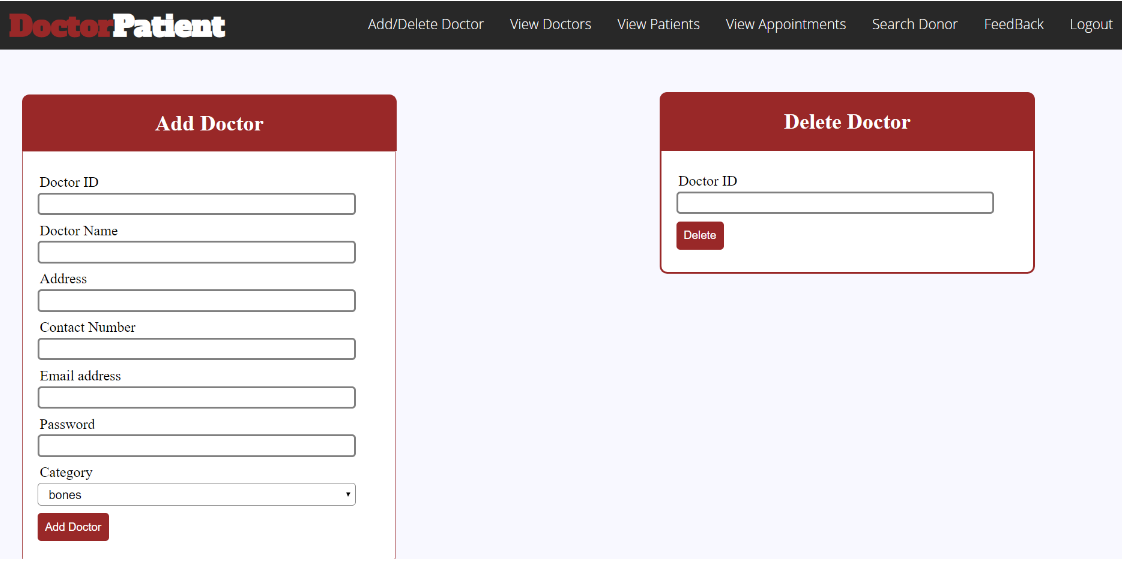 DoctorPatient
Add/Delete Doctor View Doctors View Patients View Appointments Search Donor FeedBack Logout
Add Doctor
Doctor ID
Doctor Name
Address
Contact Number
Email address
Password
Category
bones
Add Doctor
Delete Doctor
Doctor ID
Delete